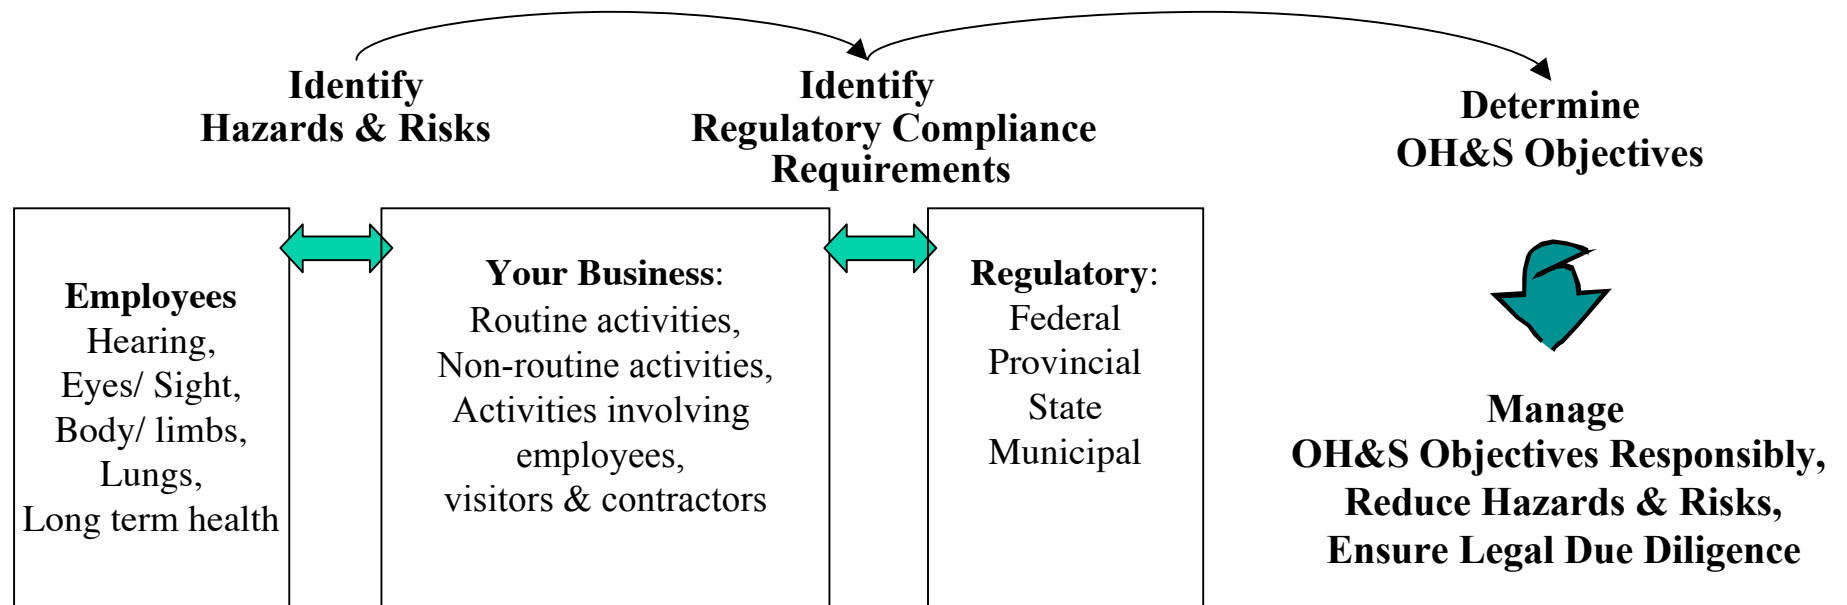 Identify
Hazards & Risks
Identify
Regulatory Compliance
Requirements
Determine
OH&S Objectives
Employees
Hearing,
Eyes/ Sight,
Body/ limbs,
Lungs,
Long term health
Your Business:
Routine activities,
Non-routine activities,
Activities involving
employees,
visitors & contractors
Regulatory:
Federal
Provincial
State
Municipal
Manage
OH&S Objectives Responsibly,
Reduce Hazards & Risks,
Ensure Legal Due Diligence